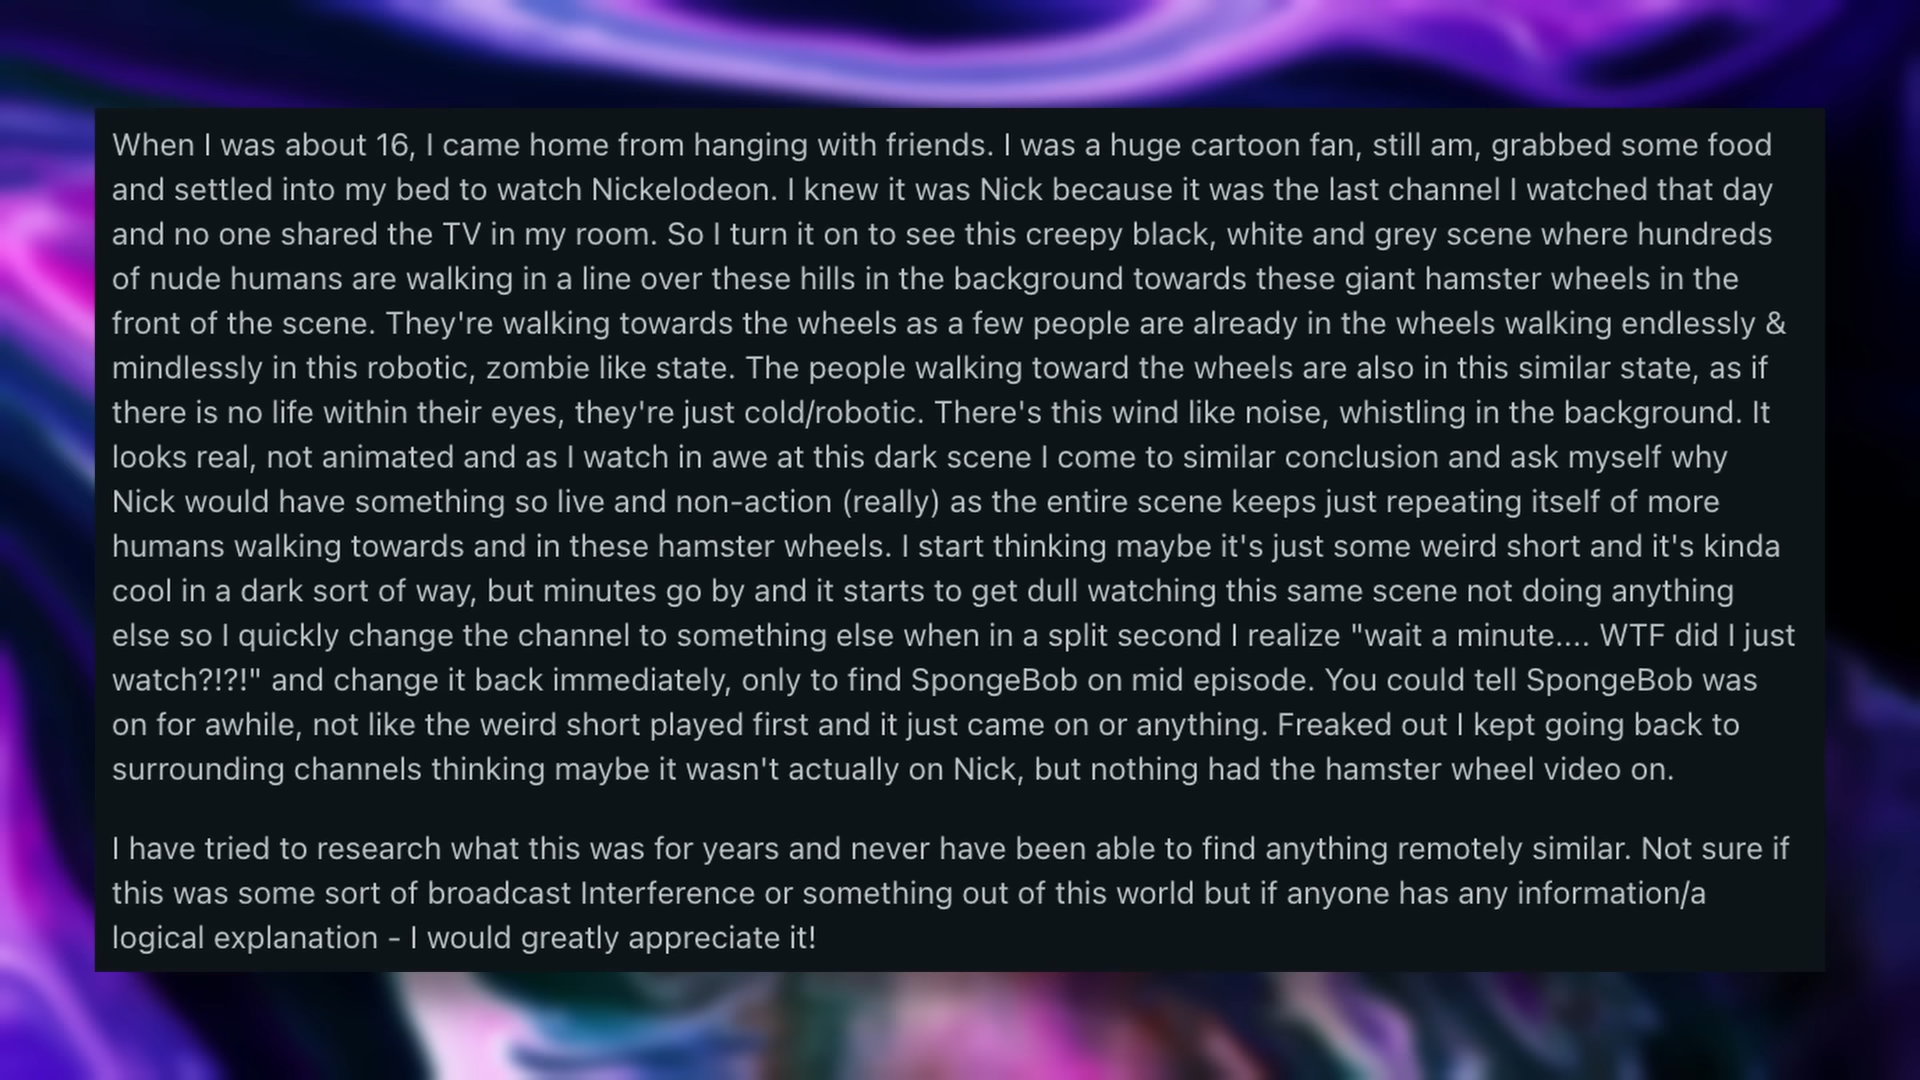 When I was about 16, I came home from hanging with friends. I was a huge cartoon fan, still am, grabbed some food
and settled into my bed to watch Nickelodeon. I knew it was Nick because it was the last channel I watched that day
and no one shared the TV in my room. So I turn it on to see this creepy black, white and grey scene where hundreds
of nude humans are walking in a line over these hills in the background towards these giant hamster wheels in the
front of the scene. They're walking towards the wheels as a few people are already in the wheels walking endlessly &
mindlessly in this robotic, zombie like state. The people walking toward the wheels are also in this similar state, as if
there is no life within their eyes, they're just cold/robotic. There's this wind like noise, whistling in the background. It
looks real, not animated and as I watch in awe at this dark scene I come to similar conclusion and ask myself why
Nick would have something so live and non-action (really) as the entire scene keeps just repeating itself of more
humans walking towards and in these hamster wheels. I start thinking maybe it's just some weird short and it's kinda
cool in a dark sort of way, but minutes go by and it starts to get dull watching this same scene not doing anything
else so I quickly change the channel to something else when in a split second I realize "wait a minute.... WTF did I just
watch?!?!" and change it back immediately, only to find SpongeBob on mid episode. You could tell SpongeBob was
on for awhile, not like the weird short played first and it just came on or anything. Freaked out I kept going back to
surrounding channels thinking maybe it wasn't actually on Nick, but nothing had the hamster wheel video on.
I have tried to research what this was for years and never have been able to find anything remotely similar. Not sure if
this was some sort of broadcast Interference or something out of this world but if anyone has any information/a
logical explanation - I would greatly appreciate it!